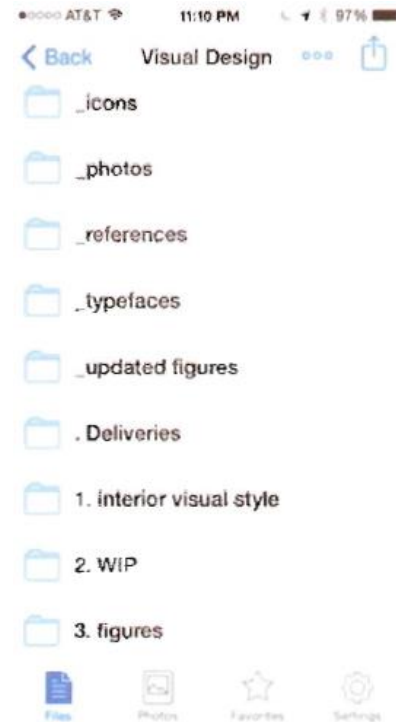 AT&T 11:10 PM 97%
Back Visual Design
_icons
_photos
_references
_typefaces
_updated figures
. Deliveries
1. interior visual style
2. WIP
3. figures
Files Photos Favorites Settings